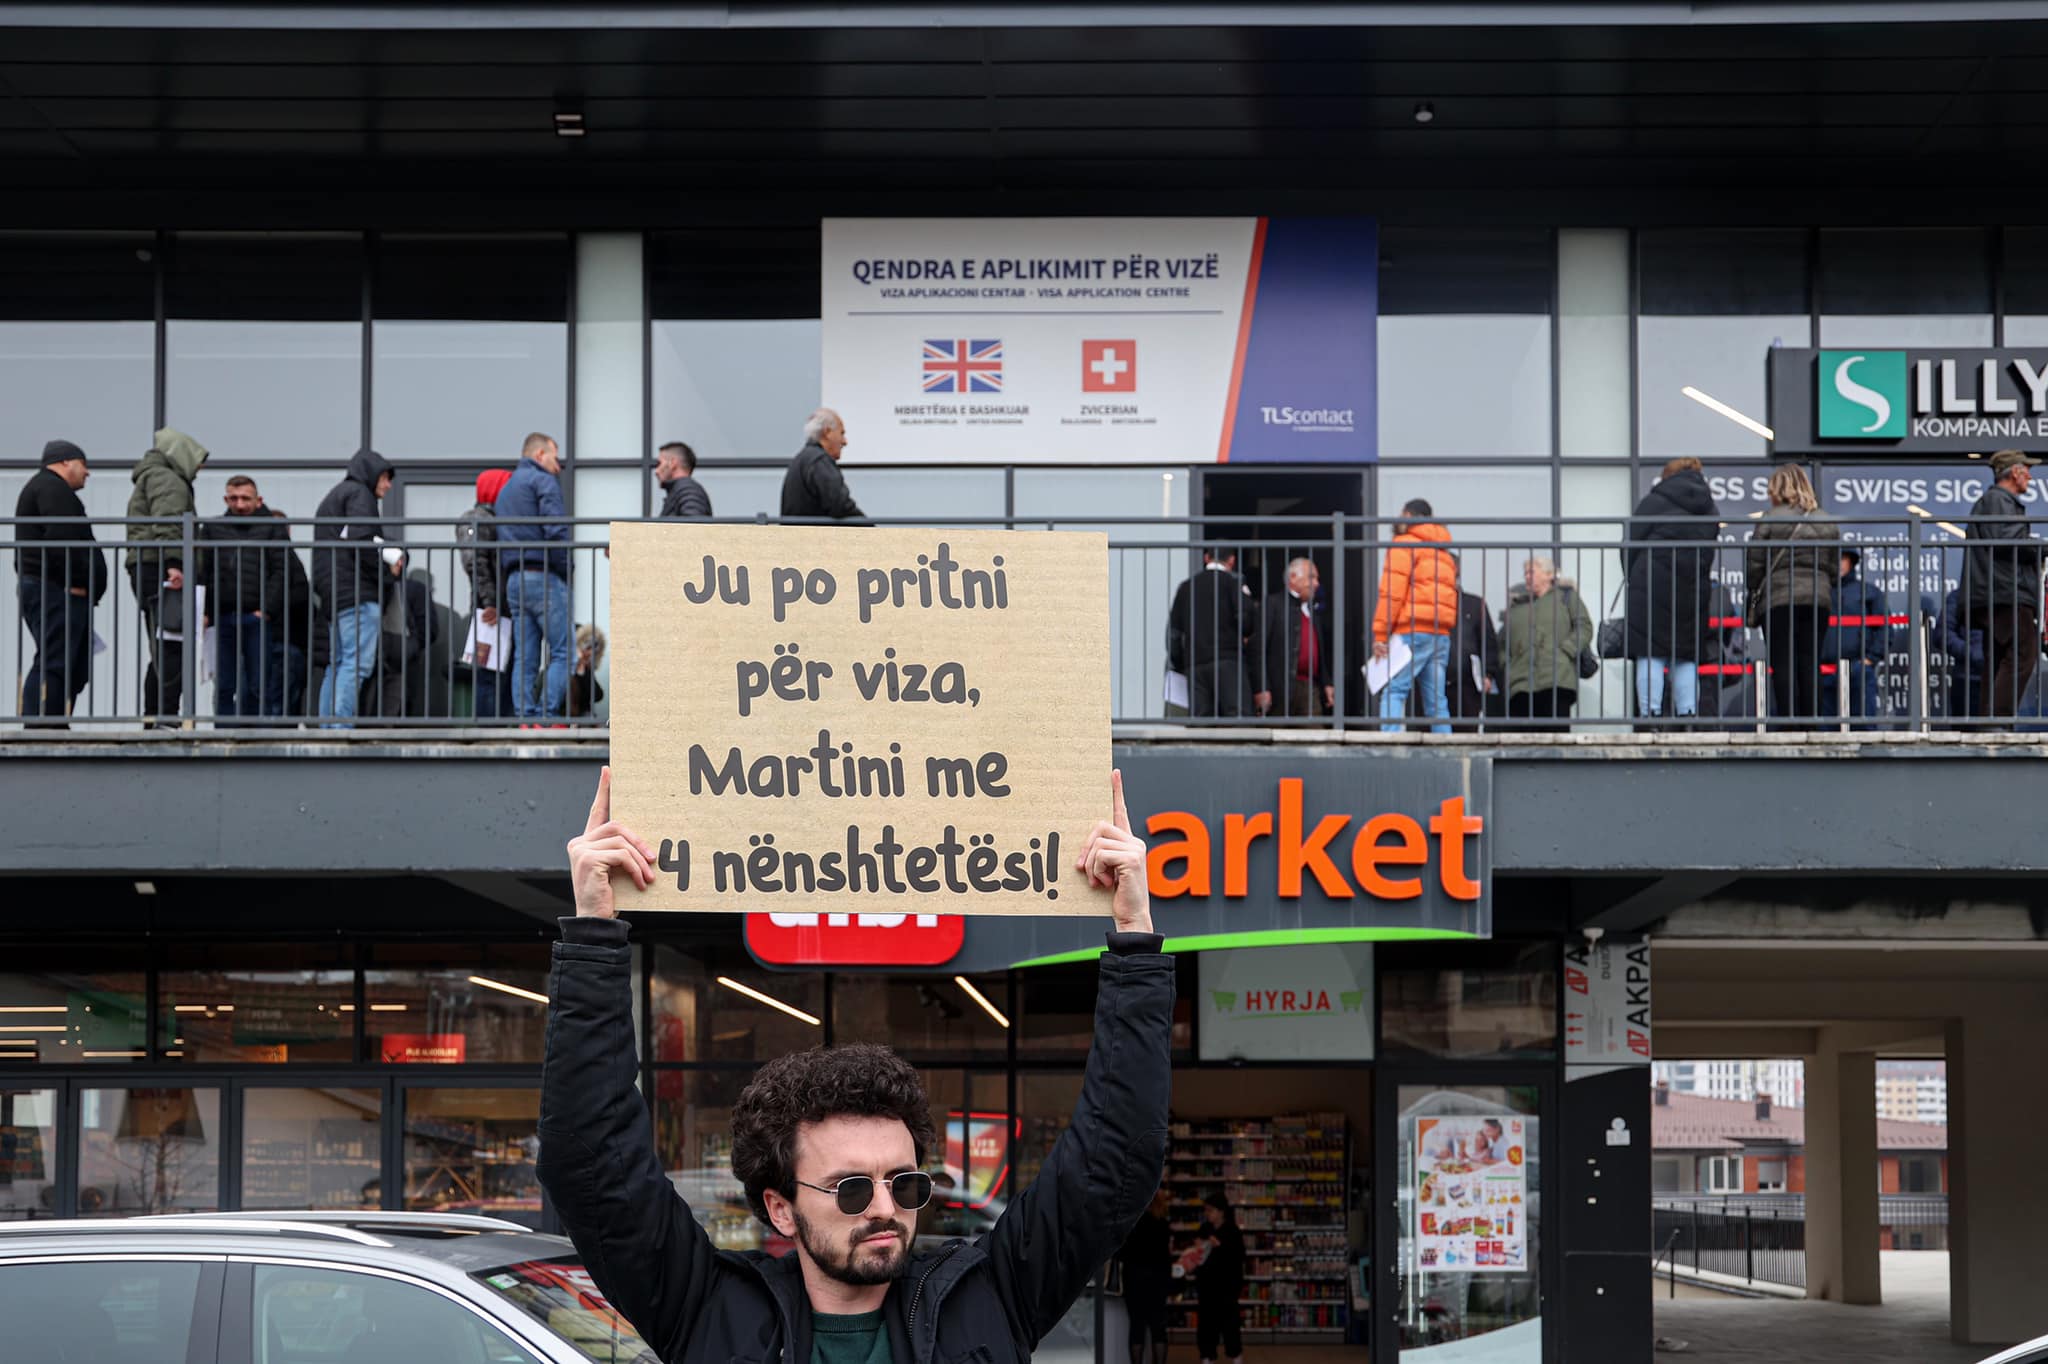 QENDRA E APLIKIMIT PËR VIZË
VIZA APLIKACIONI CENTAR - VISA APPLICATION CENTRE
MBRETËRIA E BASHKUAR
ZVICERIAN
TLScontact
SILLY
KOMPANIA E
SWISS SIG
Ju po pritni
për viza,
Martini me
4 nënshtetësi!
arket
HYRJA
AKPA